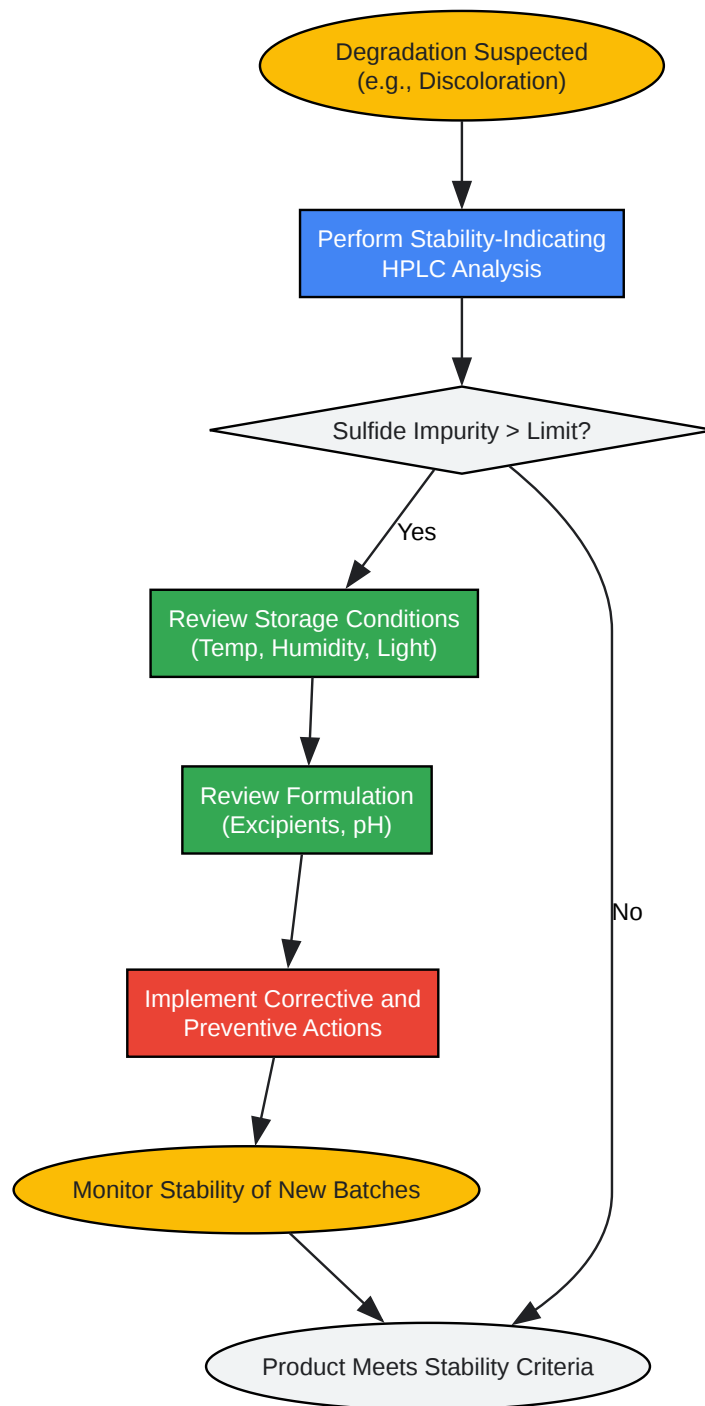 Degradation Suspected
(e.g., Discoloration)
Perform Stability-Indicating
HPLC Analysis
Sulfide Impurity > Limit?
Yes
Review Storage Conditions
(Temp, Humidity, Light)
Review Formulation
(Excipients, pH)
No
Implement Corrective and
Preventive Actions
Monitor Stability of New Batches
Product Meets Stability Criteria